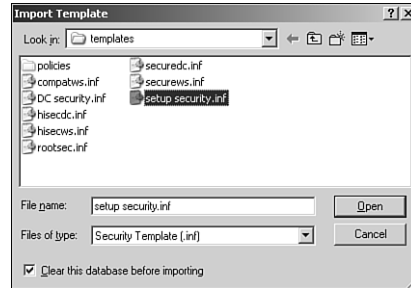 Import Template
? X
Look in: templates
policies
compatws.inf
DC security.inf
hisecdc.inf
hisecws.inf
rootsec.inf
securedc.inf
securews.inf
setup security.inf
File name: setup security.inf Open
Files of type: Security Template (.inf) Cancel
Clear this database before importing